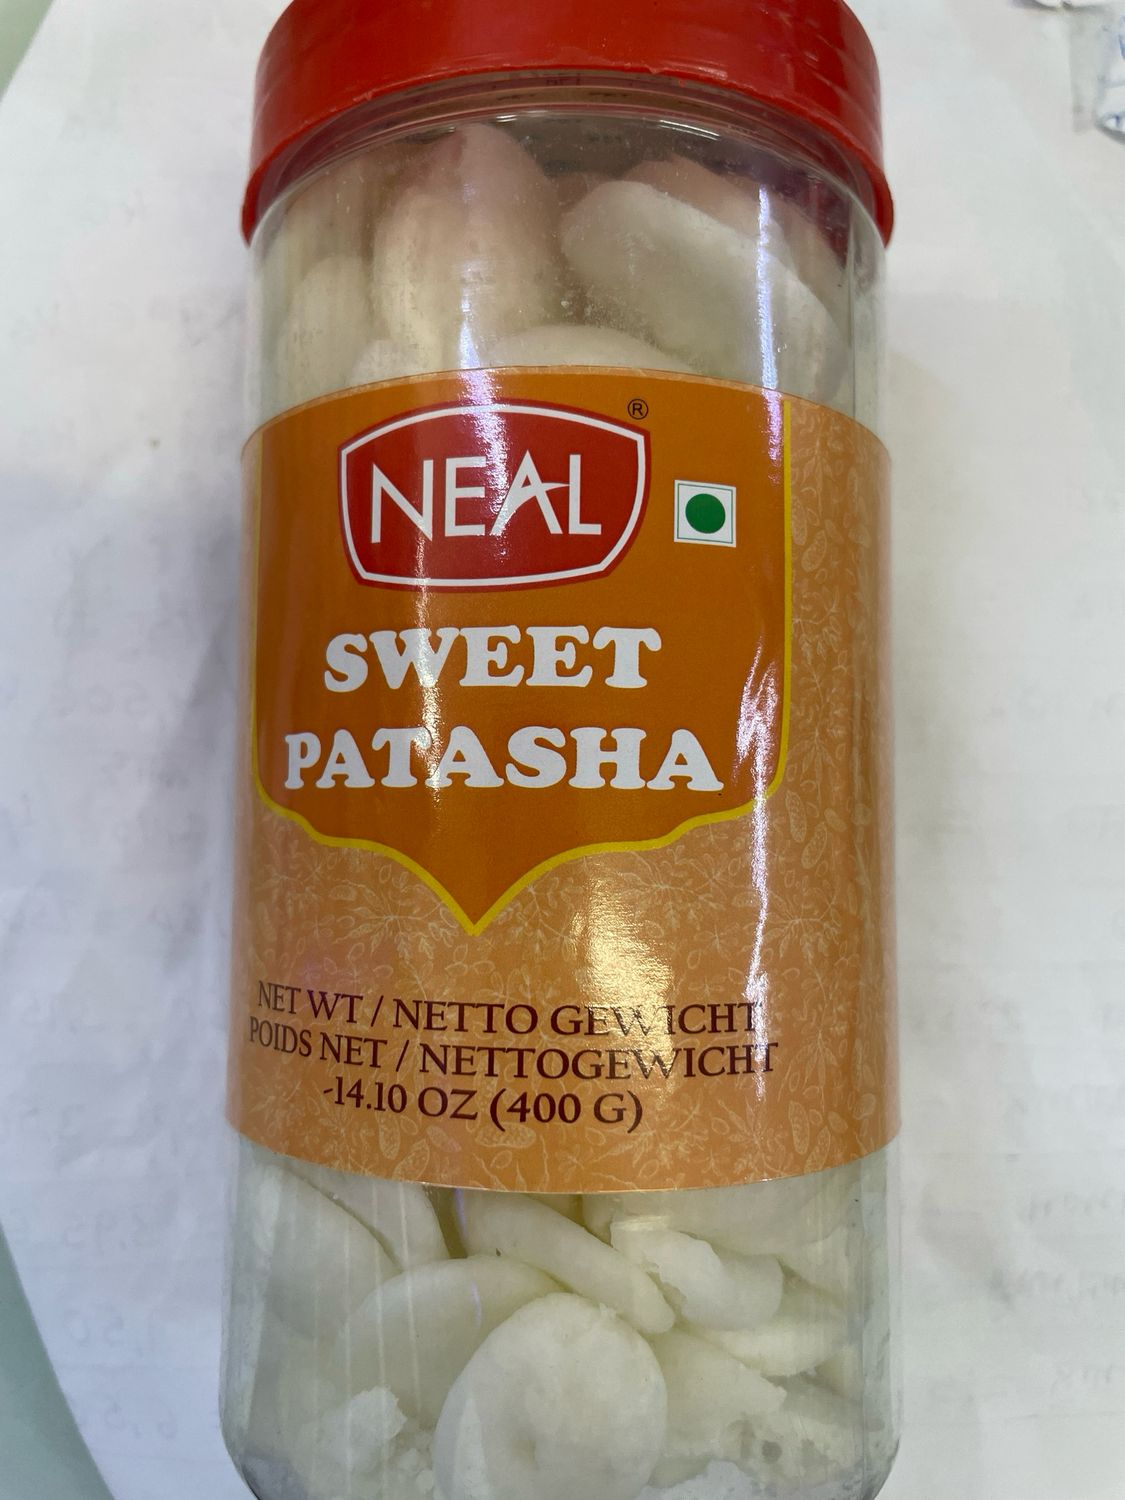 NEAL
®
SWEET
PATASHA
NET WT / NETTO GEWICHT
POIDS NET / NETTOGEWICHT
-14.10 OZ (400 G)